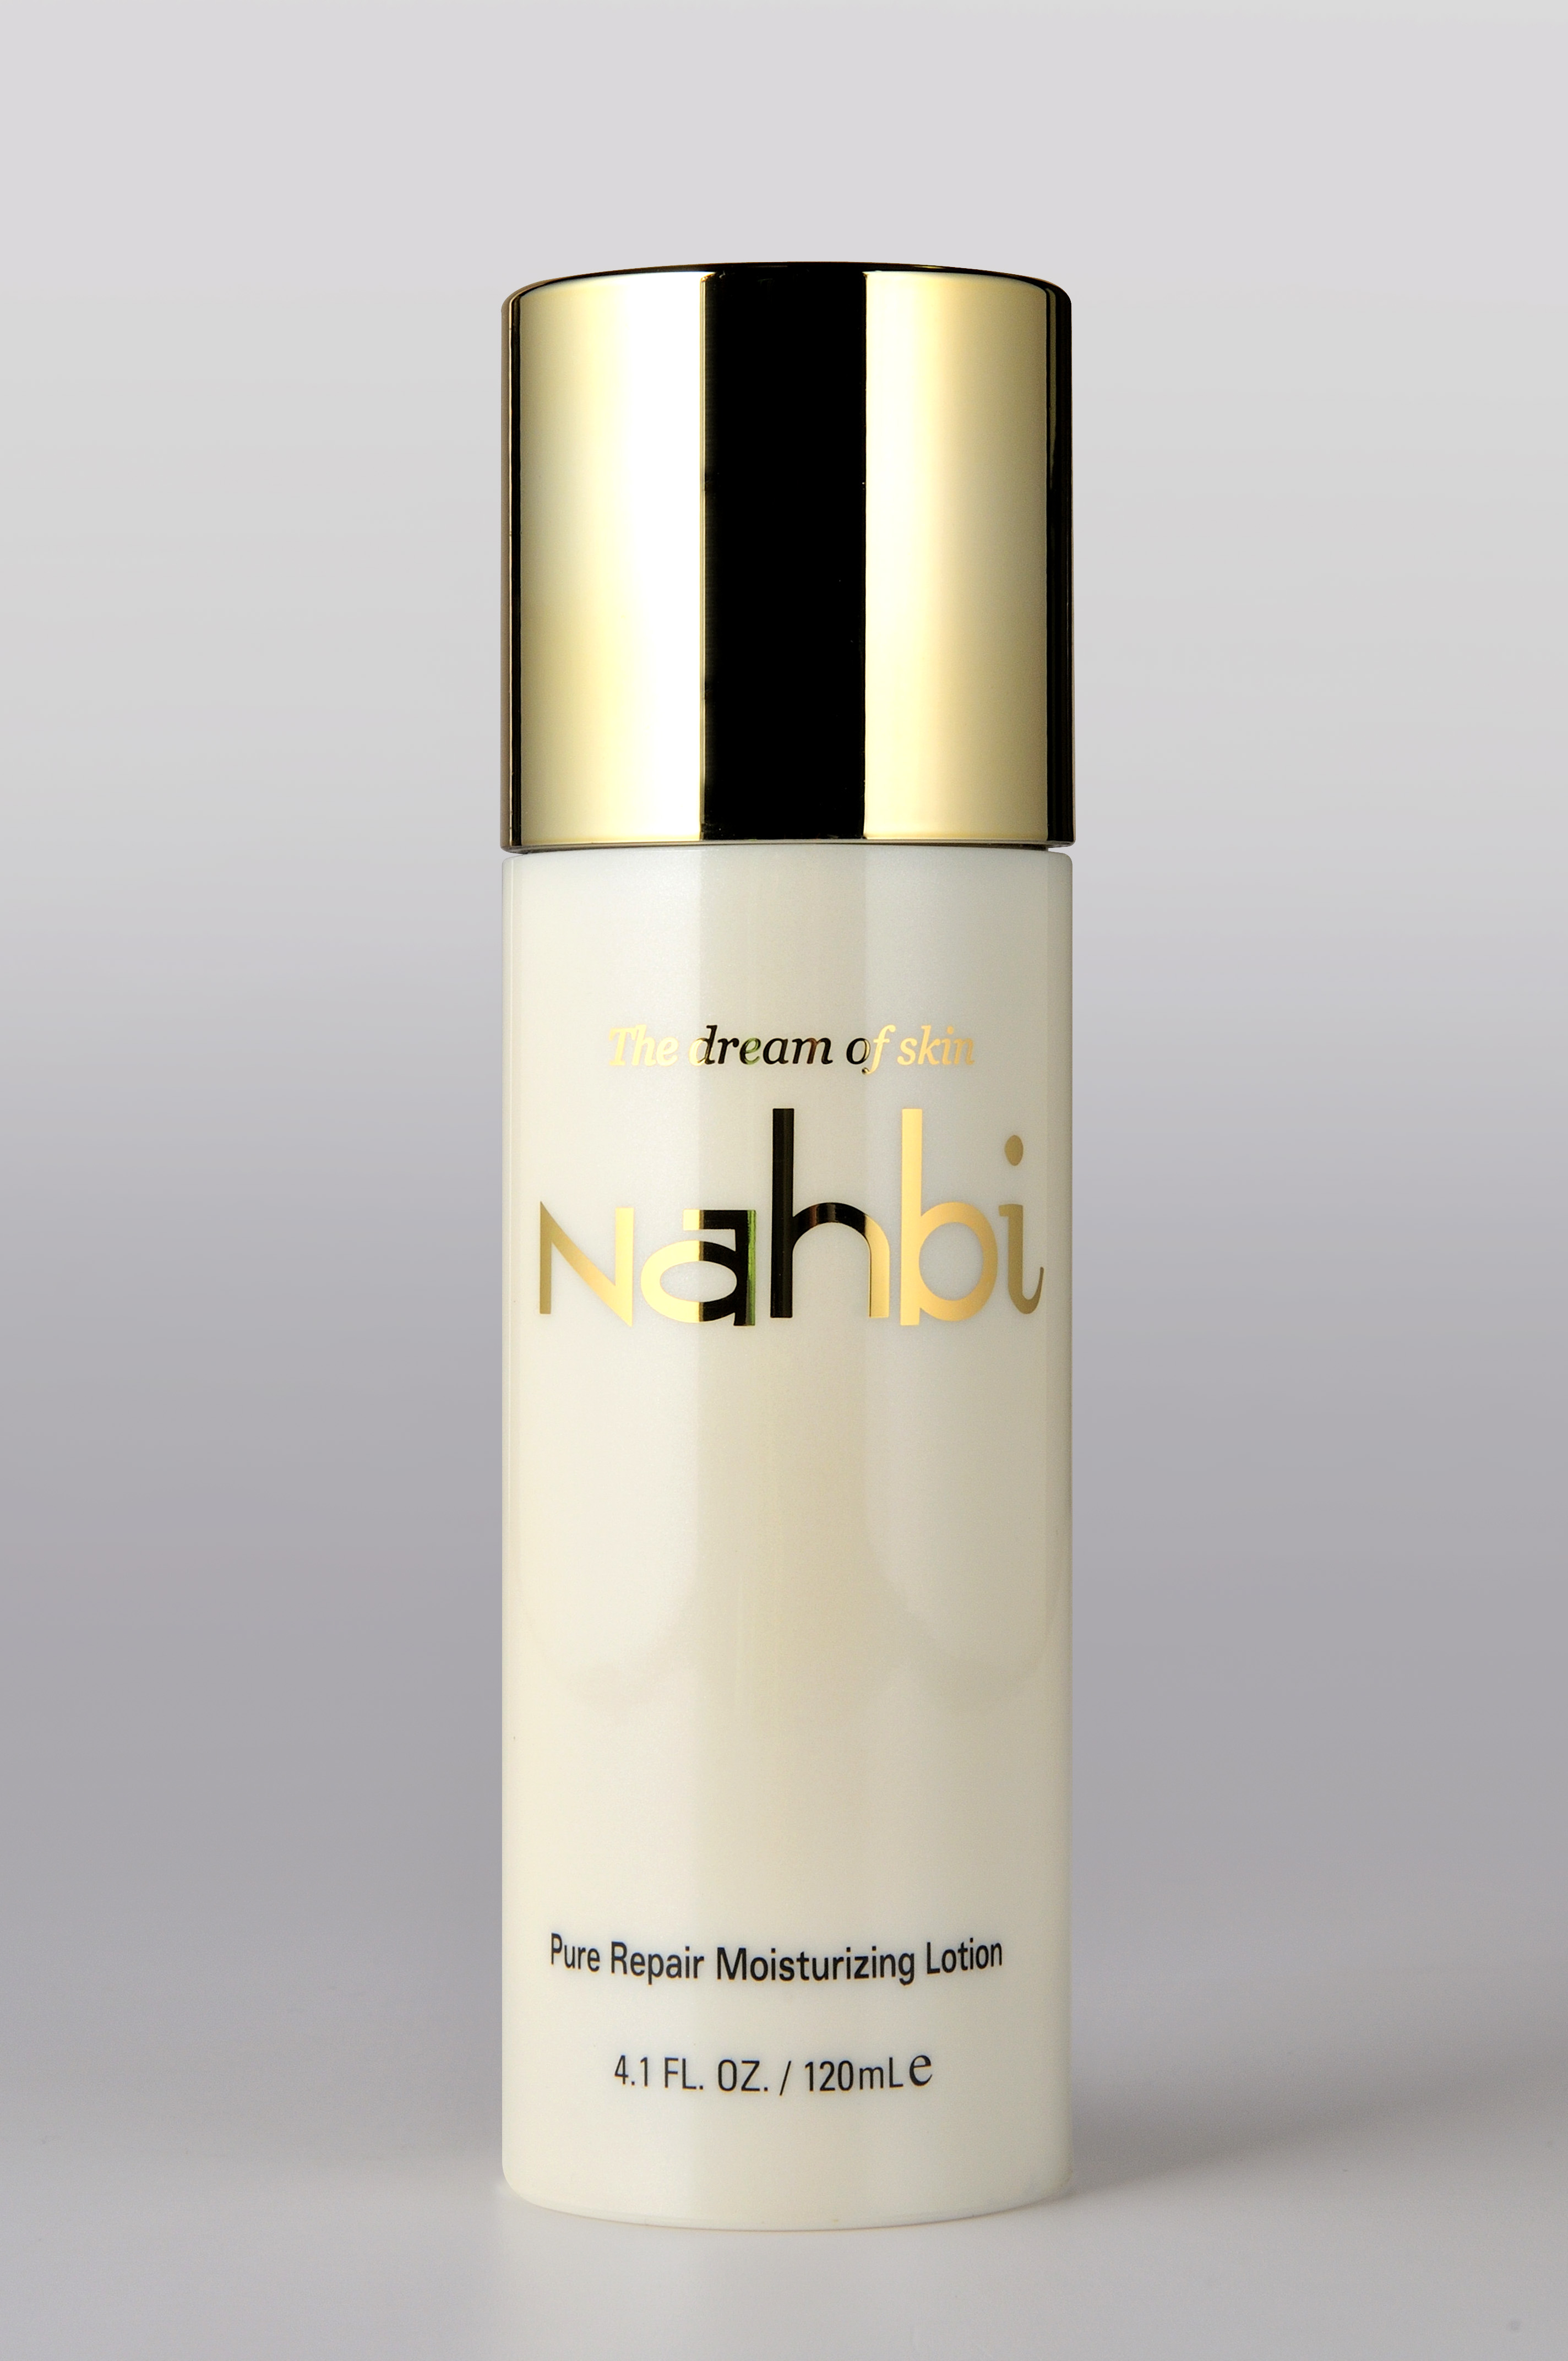 The dream of skin
Nahbi
Pure Repair Moisturizing Lotion
4.1 FL. OZ. / 120mL e